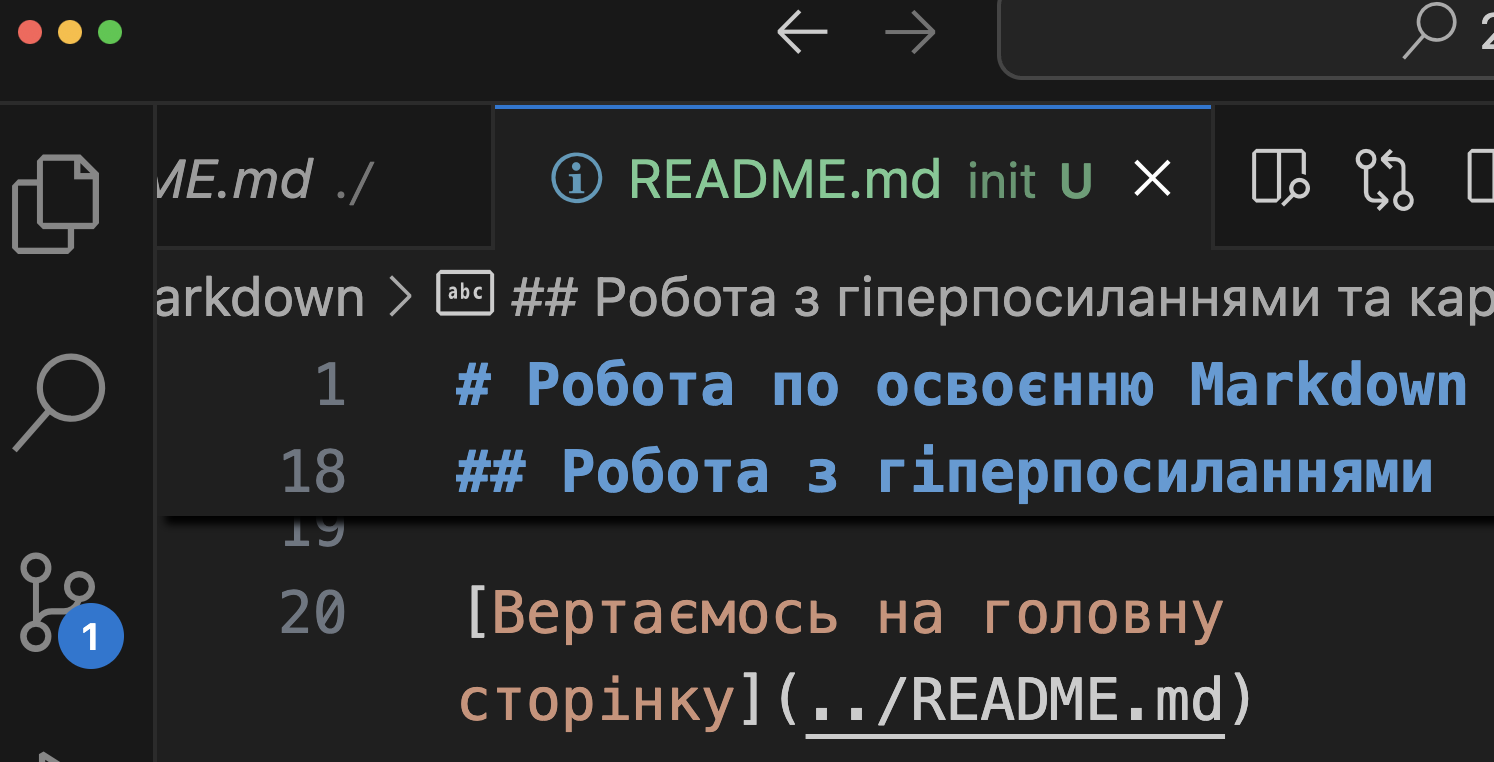 ME.md ./
README.md init U
arkdown > ## Робота з гіперпосиланнями та кар
1 # Робота по освоєнню Markdown
18 ## Робота з гіперпосиланнями
19
20 [Вертаємось на головну
сторінку](../README.md)
1